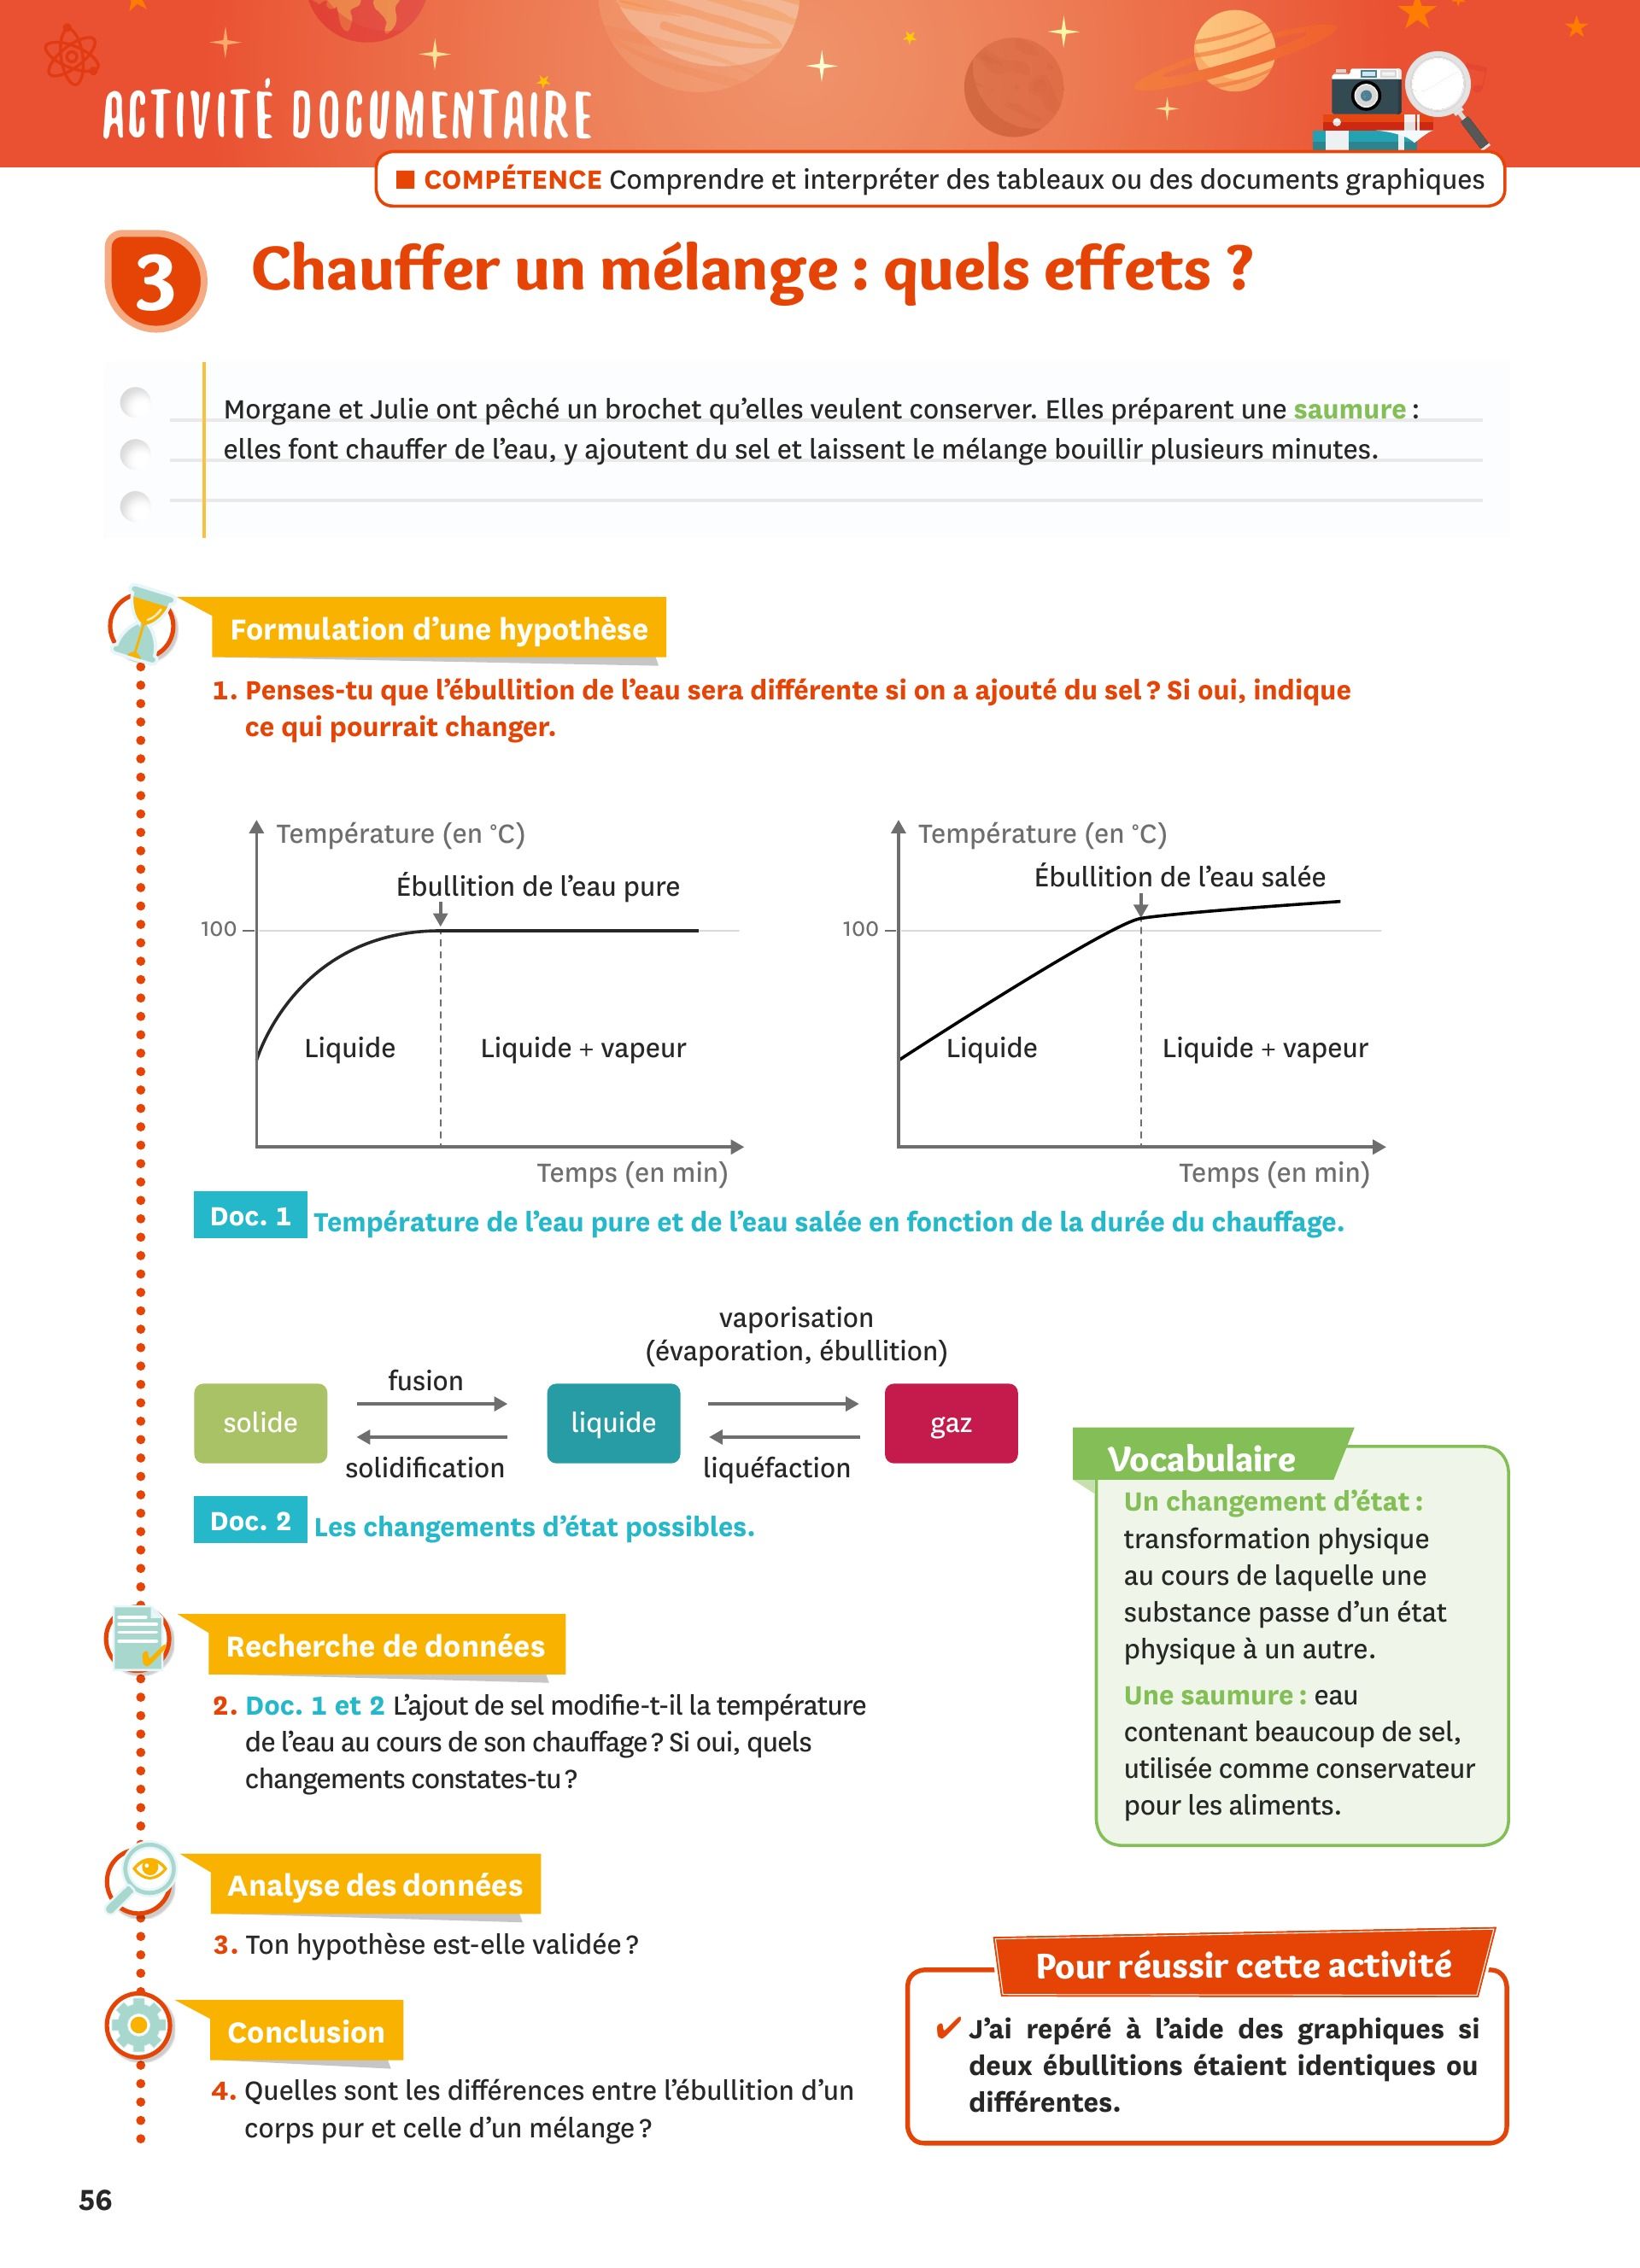 ACTIVITÉ DOCUMENTAIRE
COMPÉTENCE Comprendre et interpréter des tableaux ou des documents graphiques
3 Chauffer un mélange : quels effets ?
Morgane et Julie ont pêché un brochet qu’elles veulent conserver. Elles préparent une saumure :
elles font chauffer de l’eau, y ajoutent du sel et laissent le mélange bouillir plusieurs minutes.
Formulation d’une hypothèse
1. Penses-tu que l’ébullition de l’eau sera différente si on a ajouté du sel ? Si oui, indique
ce qui pourrait changer.
Température (en °C)
Ébullition de l’eau pure
100
Liquide
Liquide + vapeur
Temps (en min)
Température (en °C)
Ébullition de l’eau salée
100
Liquide
Liquide + vapeur
Temps (en min)
Doc. 1 Température de l’eau pure et de l’eau salée en fonction de la durée du chauffage.
vaporisation
(évaporation, ébullition)
fusion
solide
liquide
gaz
solidification
liquéfaction
Doc. 2 Les changements d’état possibles.
Vocabulaire
Un changement d’état :
transformation physique
au cours de laquelle une
substance passe d’un état
physique à un autre.
Une saumure : eau
contenant beaucoup de sel,
utilisée comme conservateur
pour les aliments.
Recherche de données
2. Doc. 1 et 2 L’ajout de sel modifie-t-il la température
de l’eau au cours de son chauffage ? Si oui, quels
changements constates-tu ?
Analyse des données
3. Ton hypothèse est-elle validée ?
Conclusion
4. Quelles sont les différences entre l’ébullition d’un
corps pur et celle d’un mélange ?
Pour réussir cette activité
✔ J’ai repéré à l’aide des graphiques si
deux ébullitions étaient identiques ou
différentes.
56